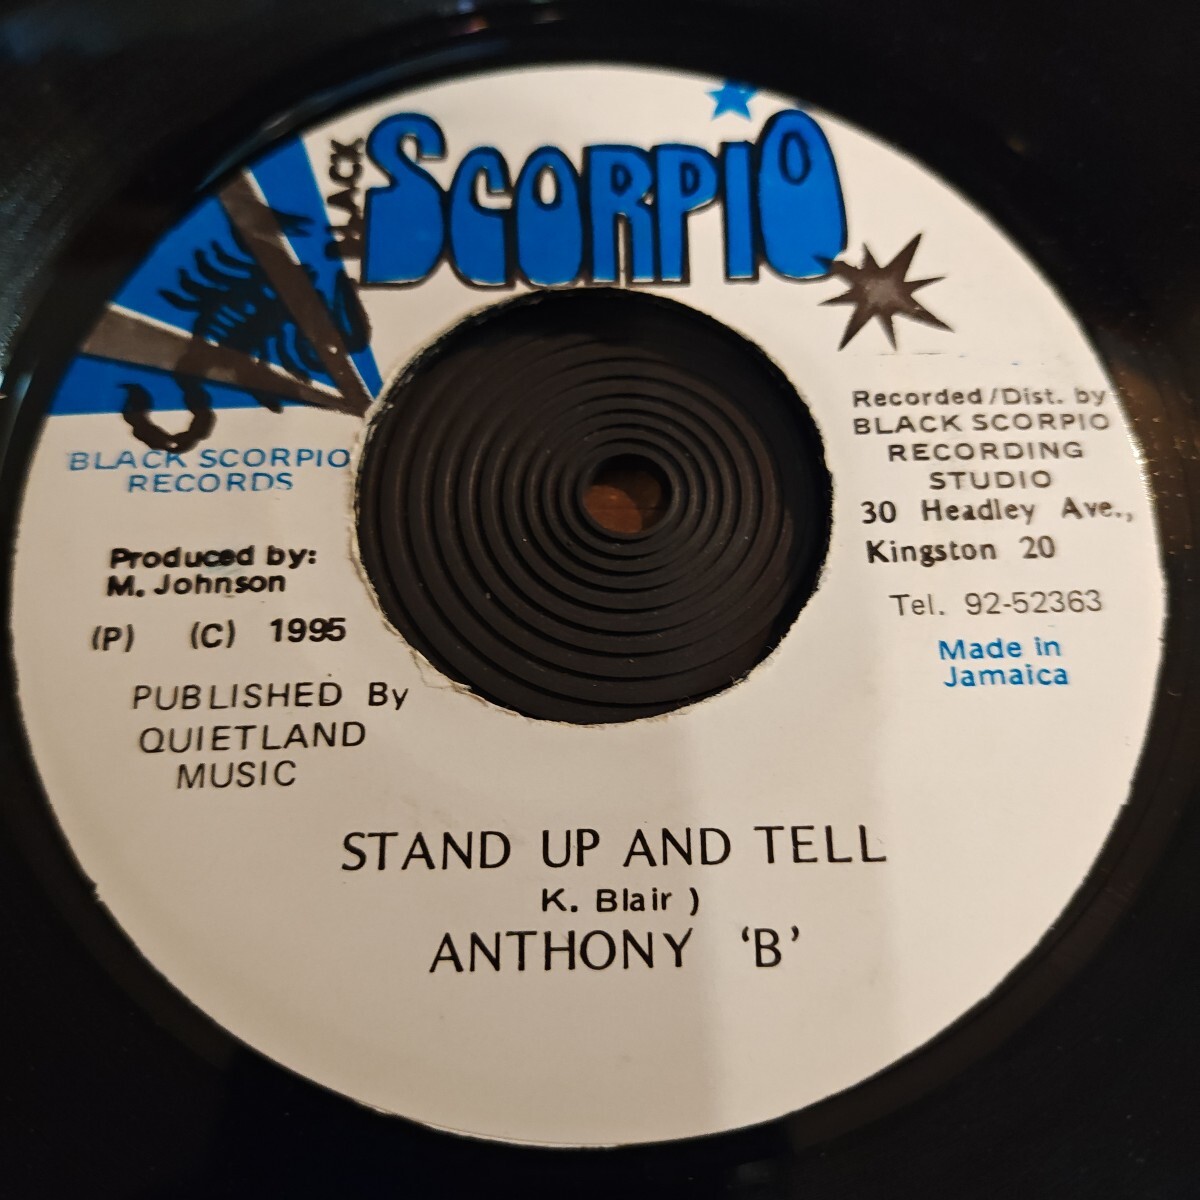 BLACK
SCORPIO
BLACK SCORPIO
RECORDS
Produced by:
M. Johnson
(P) (C) 1995
PUBLISHED By
QUIETLAND
MUSIC
Recorded/Dist. by
BLACK SCORPIO
RECORDING
STUDIO
30 Headley Ave.,
Kingston 20
Tel. 92-52363
Made in
Jamaica
STAND UP AND TELL
K. Blair )
ANTHONY 'B'